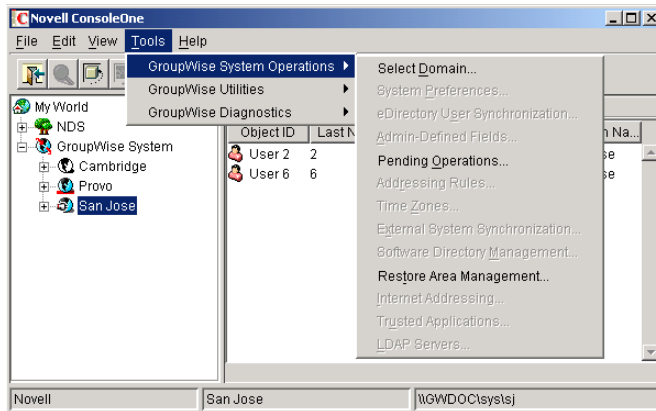 Novell ConsoleOne
File Edit View Tools Help
GroupWise System Operations
GroupWise Utilities
GroupWise Diagnostics
Select Domain...
System Preferences...
eDirectory User Synchronization...
Admin-Defined Fields...
Pending Operations...
Addressing Rules...
Time Zones...
External System Synchronization...
Software Directory Management...
Restore Area Management...
Internet Addressing...
Trusted Applications...
LDAP Servers...
My World
NDS
GroupWise System
Cambridge
Provo
San Jose
Object ID Last N n Na...
User 2 2 se
User 6 6 se
Novell San Jose \\GWDOC\sys\sj